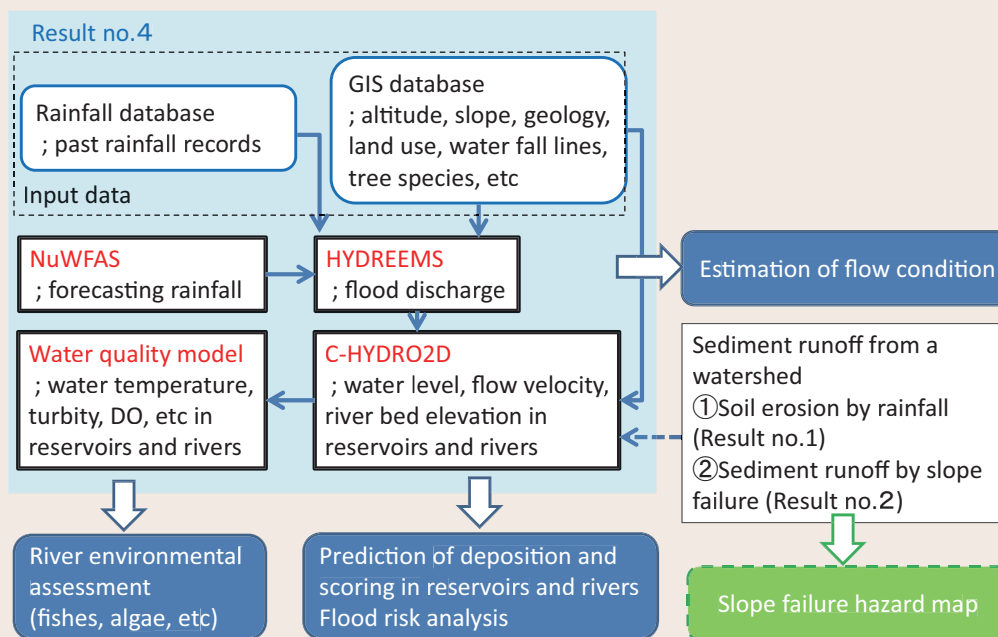 Result no.4
Rainfall database
; past rainfall records
GIS database
; altitude, slope, geology,
land use, water fall lines,
tree species, etc
Input data
NuWFAS
; forecasting rainfall
HYDREEMS
; flood discharge
Estimation of flow condition
Water quality model
; water temperature,
turbity, DO, etc in
reservoirs and rivers
C-HYDRO2D
; water level, flow velocity,
river bed elevation in
reservoirs and rivers
Sediment runoff from a
watershed
①Soil erosion by rainfall
(Result no.1)
②Sediment runoff by slope
failure (Result no.2)
River environmental
assessment
(fishes, algae, etc)
Prediction of deposition and
scoring in reservoirs and rivers
Flood risk analysis
Slope failure hazard map